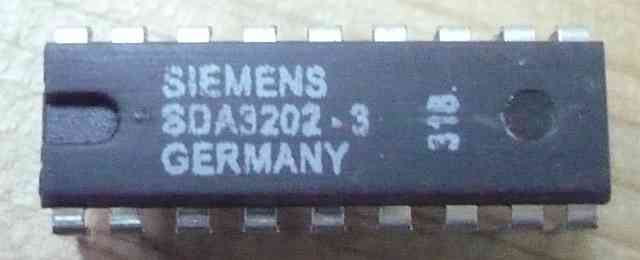 SIEMENS
SDA3202-3
GERMANY
318.